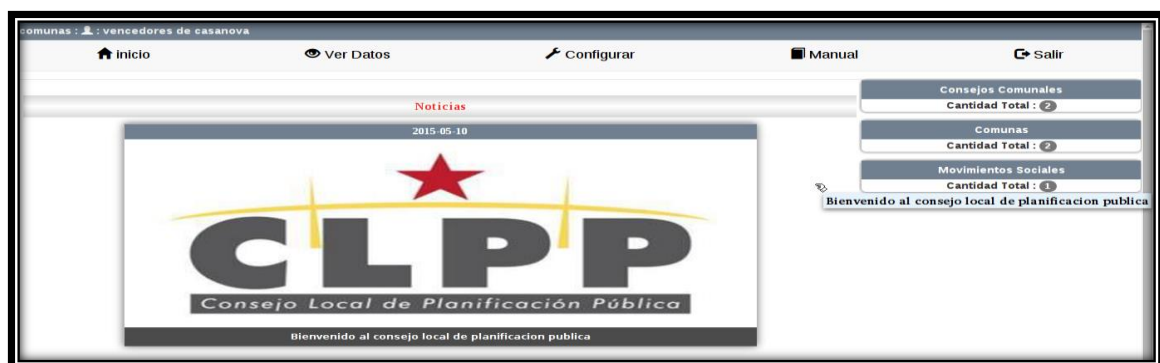 comunas : : vencedores de casanova
inicio Ver Datos Configurar Manual Salir
Noticias
2015-05-10
CLPP
Consejo Local de Planificación Pública
Bienvenido al consejo local de planificacion publica
Consejos Comunales
Cantidad Total : 2
Comunas
Cantidad Total : 2
Movimientos Sociales
Cantidad Total : 1
Bienvenido al consejo local de planificacion publica